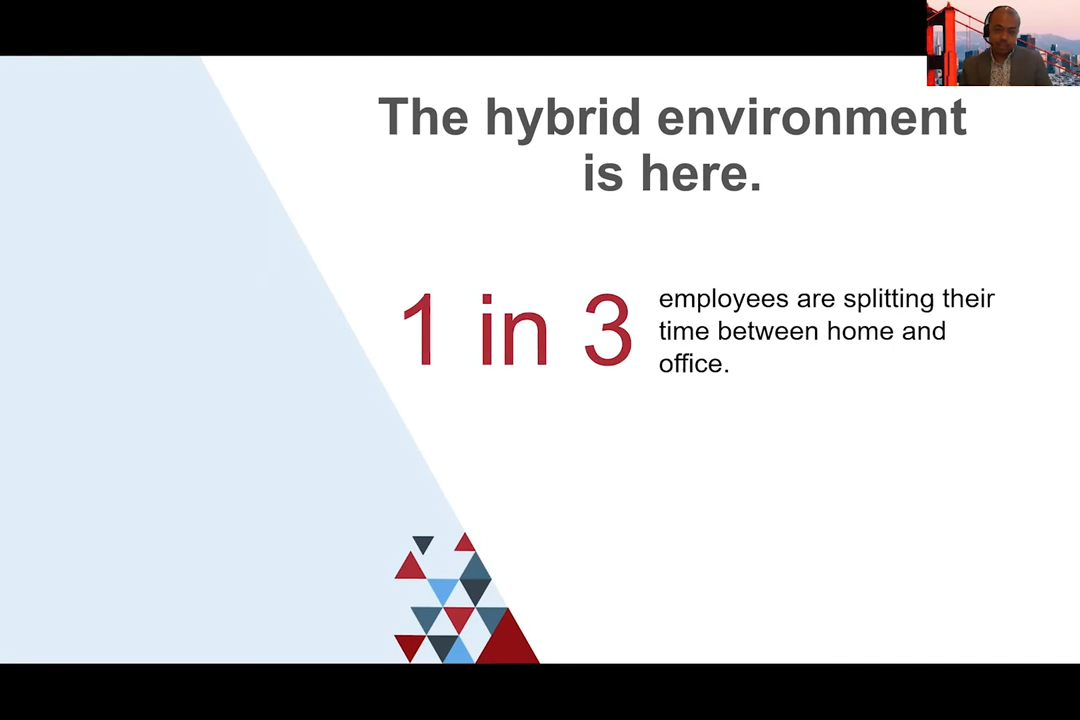 The hybrid environment
is here.
1 in 3
employees are splitting their
time between home and
office.